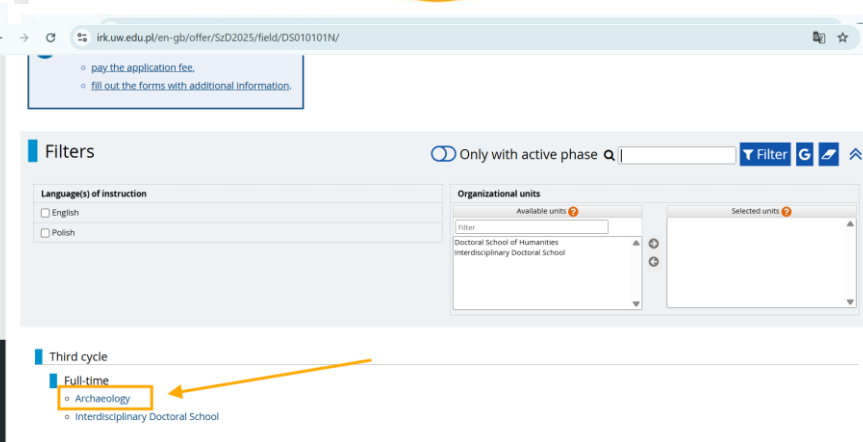 irk.uw.edu.pl/en-gb/offer/SzD2025/field/DS010101N/
pay the application fee.
fill out the forms with additional information.
Filters
Only with active phase
Filter
G
Language(s) of instruction
English
Polish
Organizational units
Available units ?
Filter
Doctoral School of Humanities
Interdisciplinary Doctoral School
Selected units ?
Third cycle
Full-time
Archaeology
Interdisciplinary Doctoral School